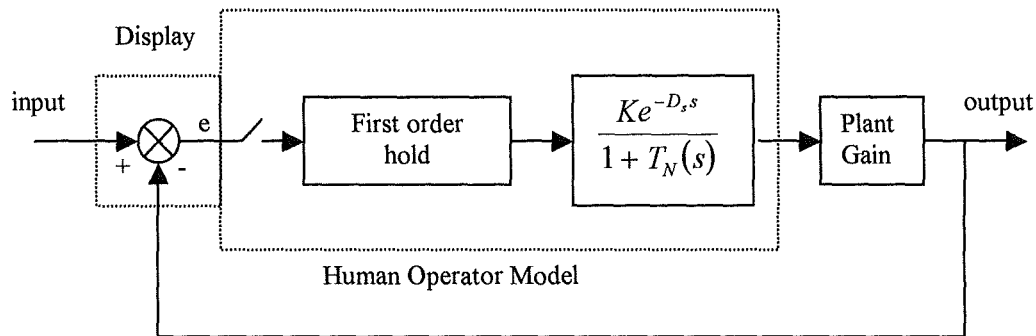 Display
input
e
+
-
First order
hold
Ke^{-D_s s}
1 + T_N(s)
Plant
Gain
output
Human Operator Model